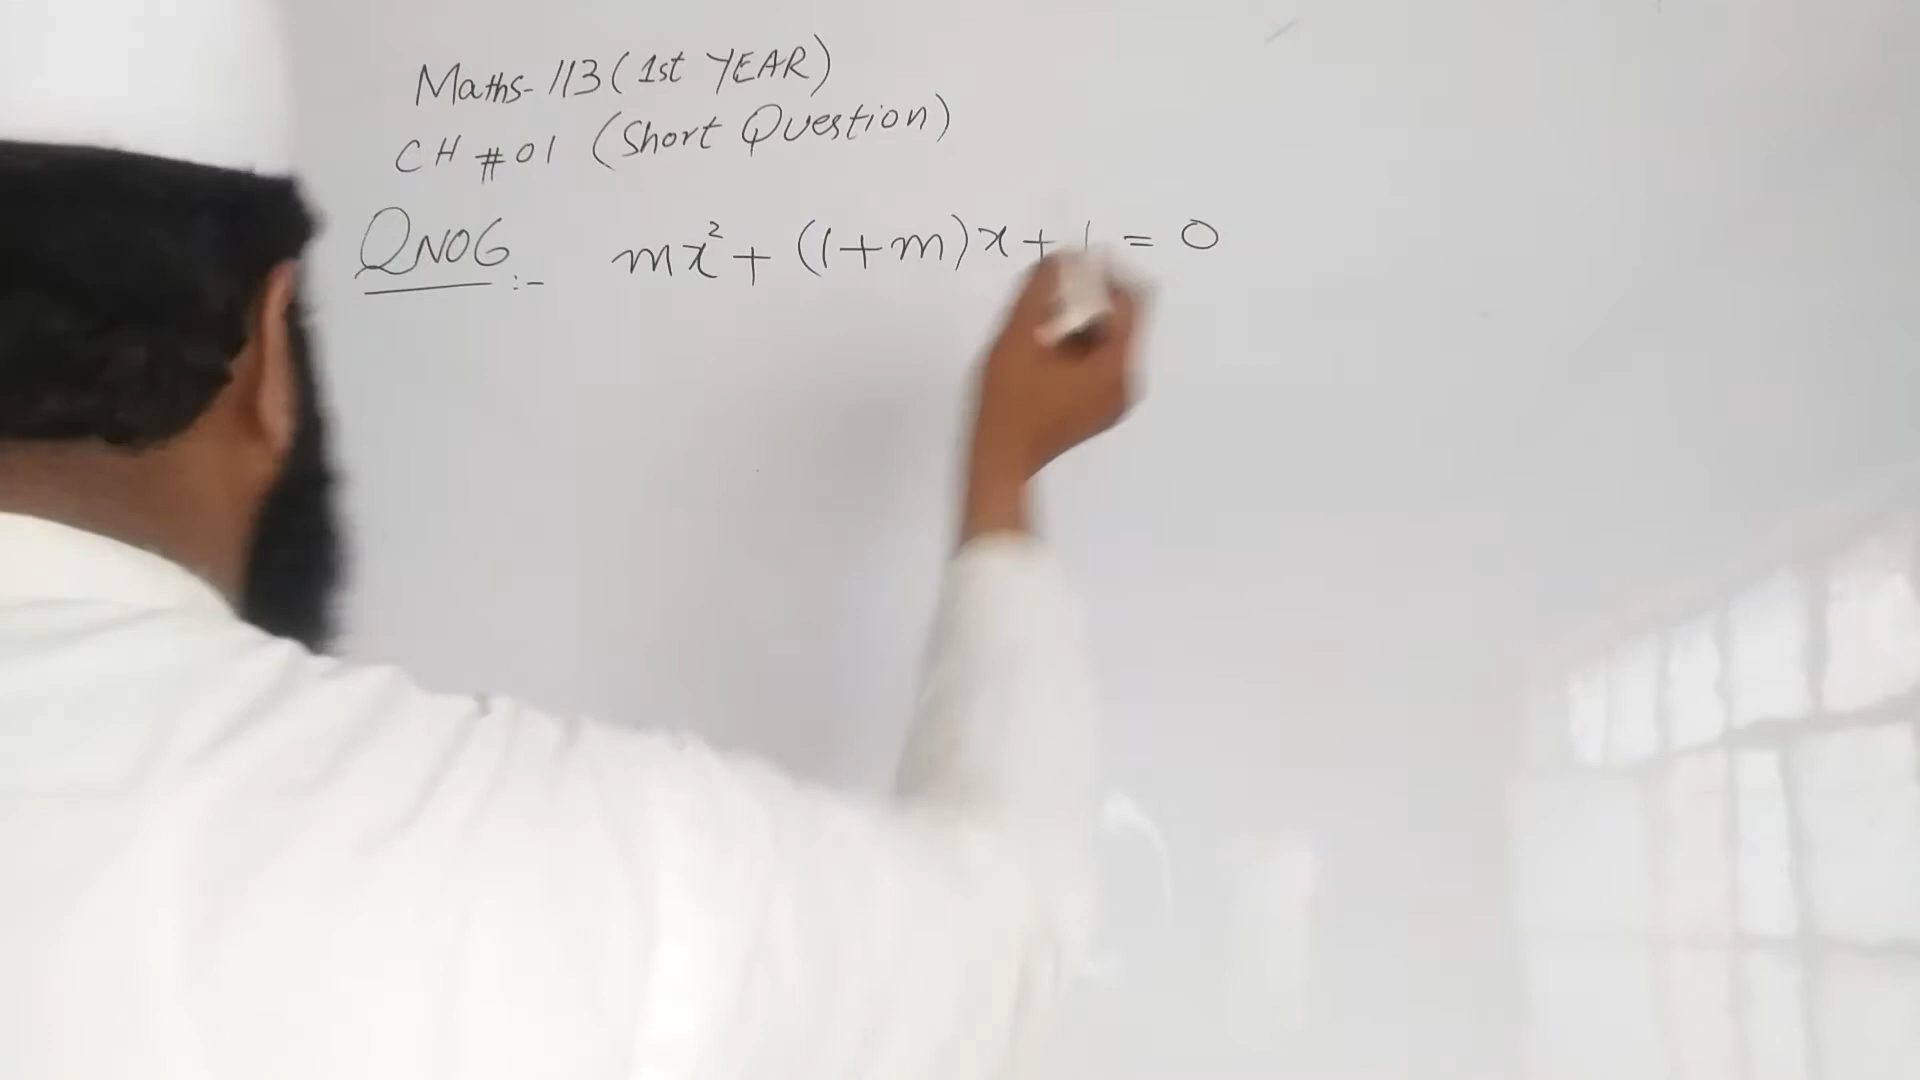 Maths-113 (1st YEAR)
CH #01 (Short Question)
QNO6:- mx² + (1+m)x + 1 = 0